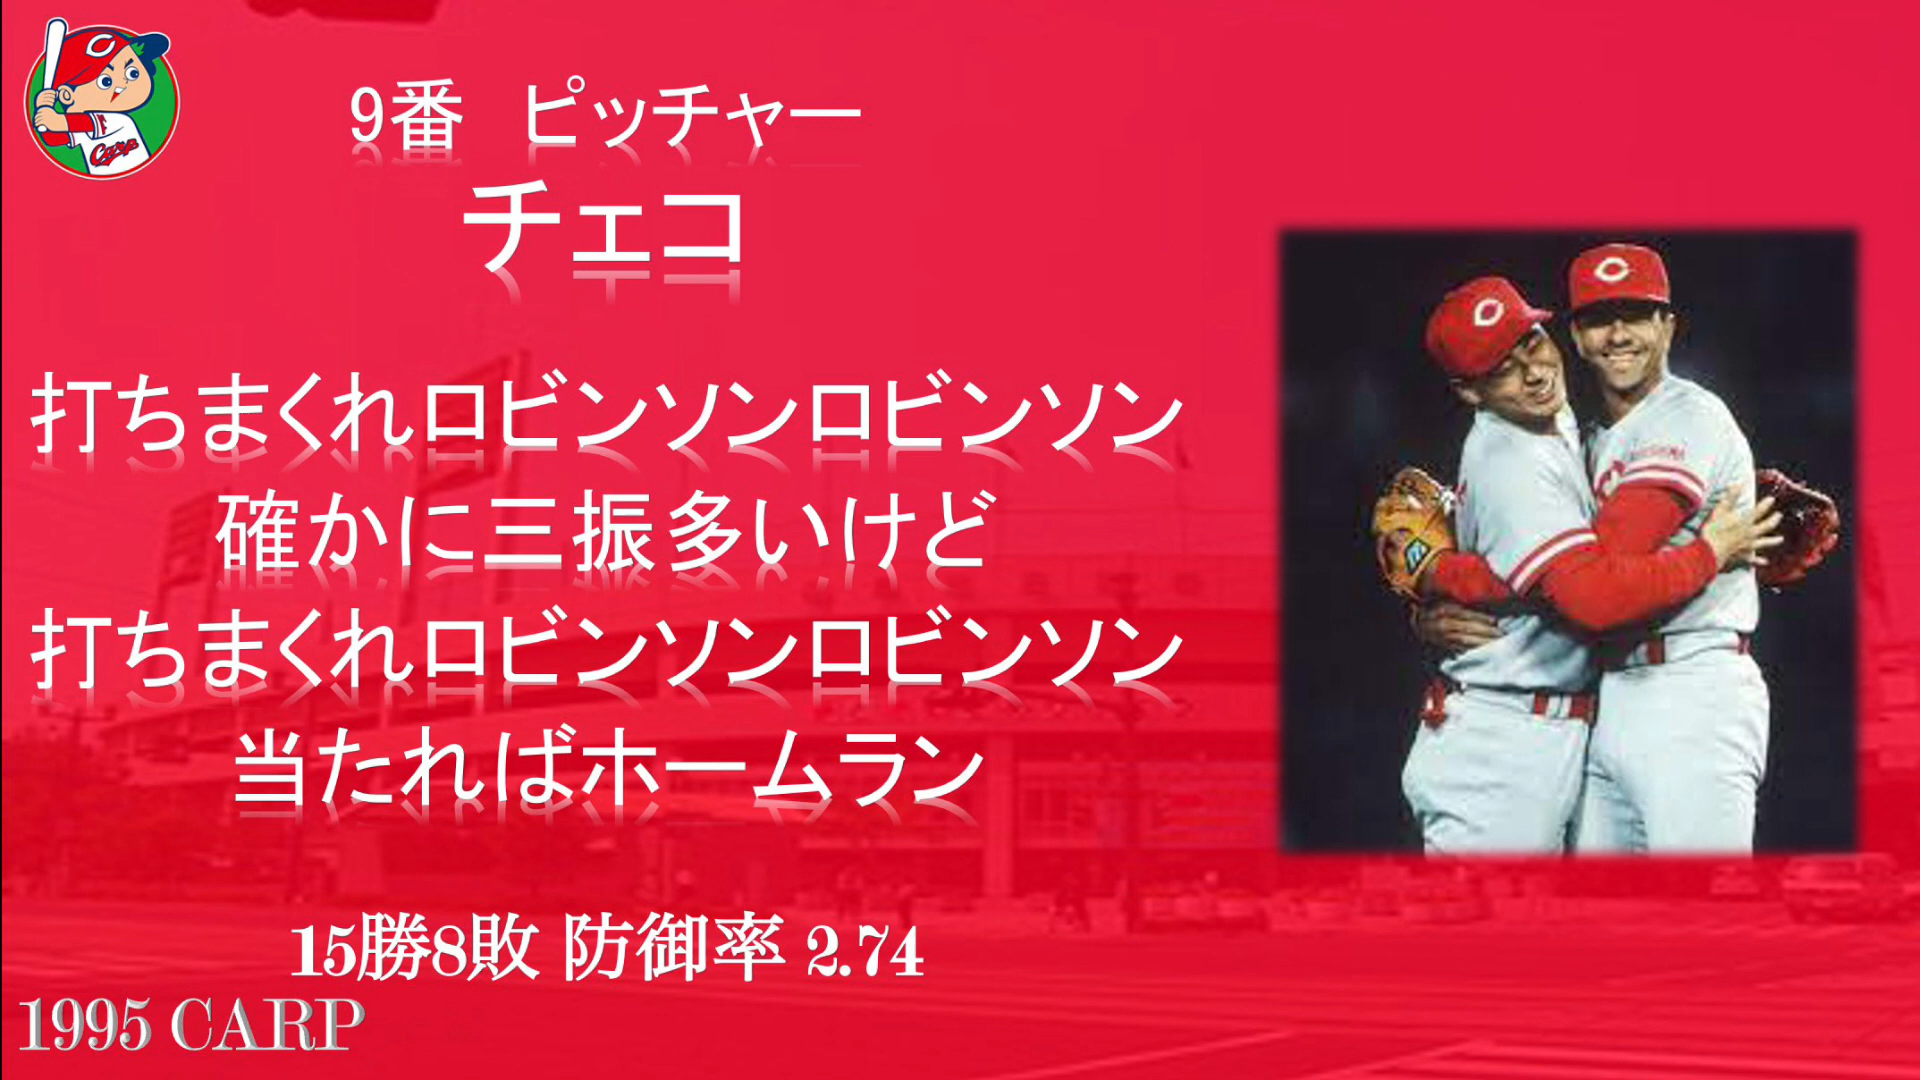 9番 ピッチャー
チェコ
打ちまくれロビンソンロビンソン
確かに三振多いけど
打ちまくれロビンソンロビンソン
当たればホームラン
15勝8敗 防御率 2.74
1995 CARP
Carp